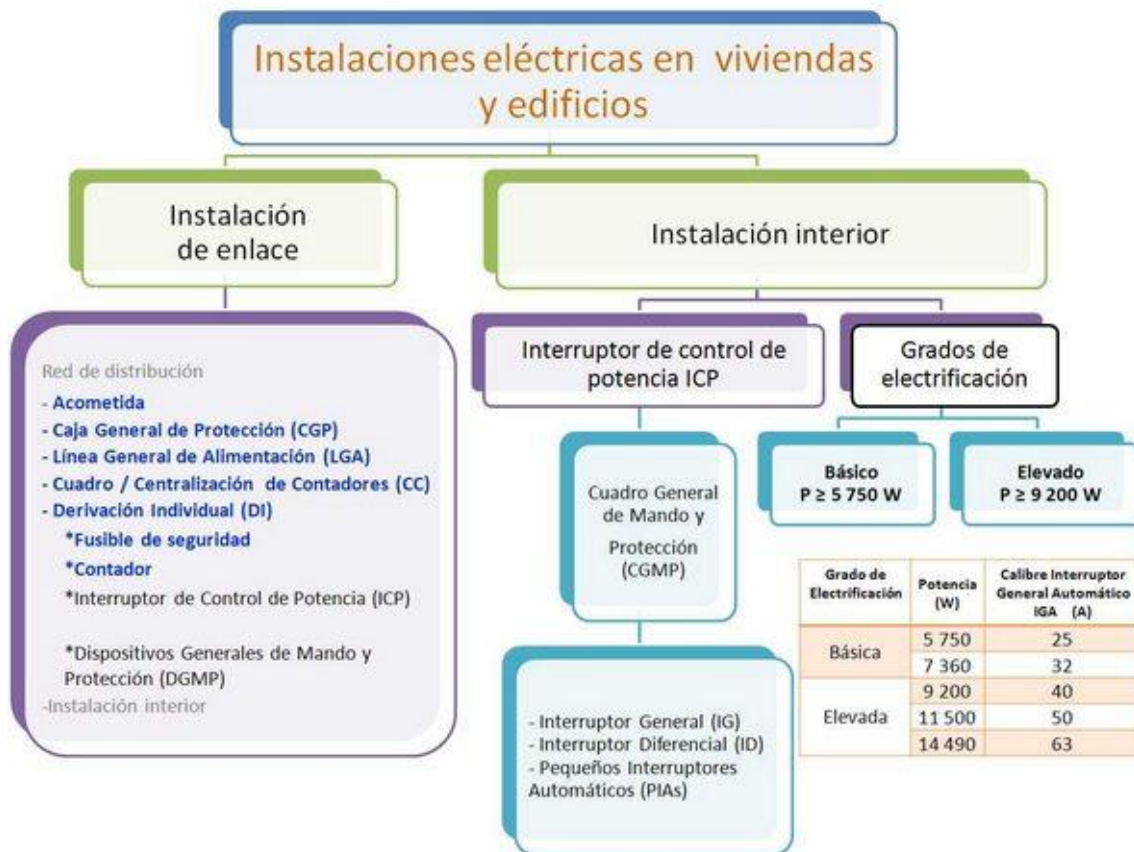 Instalaciones eléctricas en viviendas
y edificios
Instalación
de enlace
Instalación interior
Red de distribución
- Acometida
- Caja General de Protección (CGP)
- Línea General de Alimentación (LGA)
- Cuadro / Centralización de Contadores (CC)
- Derivación Individual (DI)
*Fusible de seguridad
*Contador
*Interruptor de Control de Potencia (ICP)
*Dispositivos Generales de Mando y
Protección (DGMP)
-Instalación interior
Interruptor de control de
potencia ICP
Grados de
electrificación
Cuadro General
de Mando y
Protección
(CGMP)
Básico
P ≥ 5 750 W
Elevado
P ≥ 9 200 W
- Interruptor General (IG)
- Interruptor Diferencial (ID)
- Pequeños Interruptores
Automáticos (PIAs)
Grado de
Electrificación
Potencia
(W)
Calibre Interruptor
General Automático
IGA (A)
Básica
5 750 25
7 360 32
Elevada
9 200 40
11 500 50
14 490 63